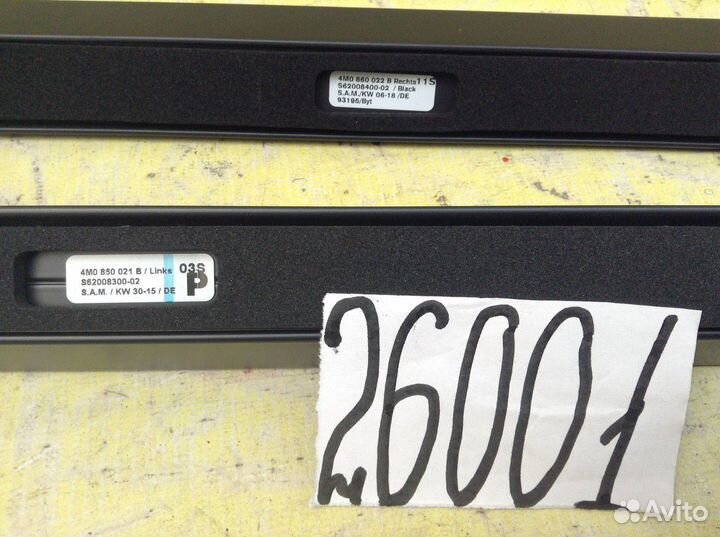 4M0 860 022 B Rechts 11S
S62008400-02 / Black
S.A.M./KW 06-18 /DE
93195/Byt
4M0 860 021 B / Links 03S
S62008300-02 P
S.A.M. / KW 30-15 / DE
26001
Avito